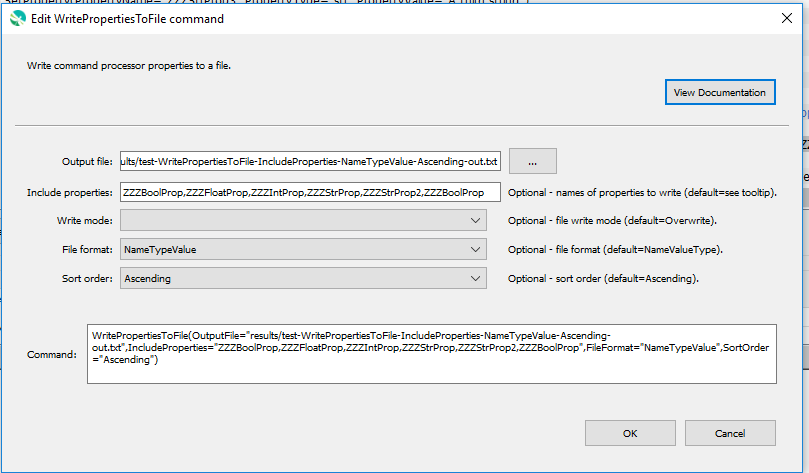 Edit WritePropertiesToFile command
Write command processor properties to a file.
View Documentation
Output file: ults/test-WritePropertiesToFile-IncludeProperties-NameTypeValue-Ascending-out.txt ...
Include properties: ZZZBoolProp,ZZZFloatProp,ZZZIntProp,ZZZStrProp,ZZZStrProp2,ZZZBoolProp Optional - names of properties to write (default=see tooltip).
Write mode: Optional - file write mode (default=Overwrite).
File format: NameTypeValue Optional - file format (default=NameValueType).
Sort order: Ascending Optional - sort order (default=Ascending).
Command:
WritePropertiesToFile(OutputFile="results/test-WritePropertiesToFile-IncludeProperties-NameTypeValue-Ascending-
out.txt",IncludeProperties="ZZZBoolProp,ZZZFloatProp,ZZZIntProp,ZZZStrProp,ZZZStrProp2,ZZZBoolProp",FileFormat="NameTypeValue",SortOrder
="Ascending")
OK Cancel